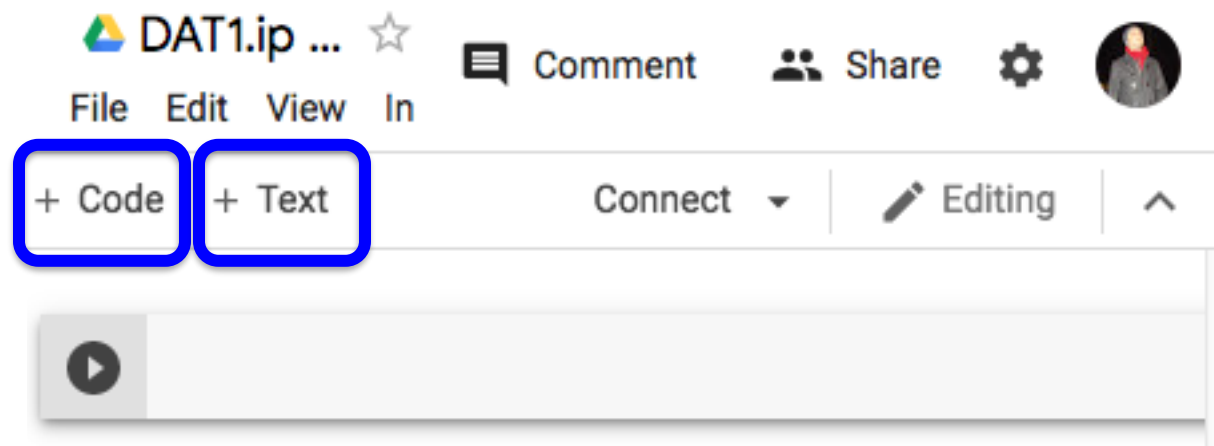 DAT1.ip ...
Comment Share
File Edit View In
+ Code + Text Connect Editing